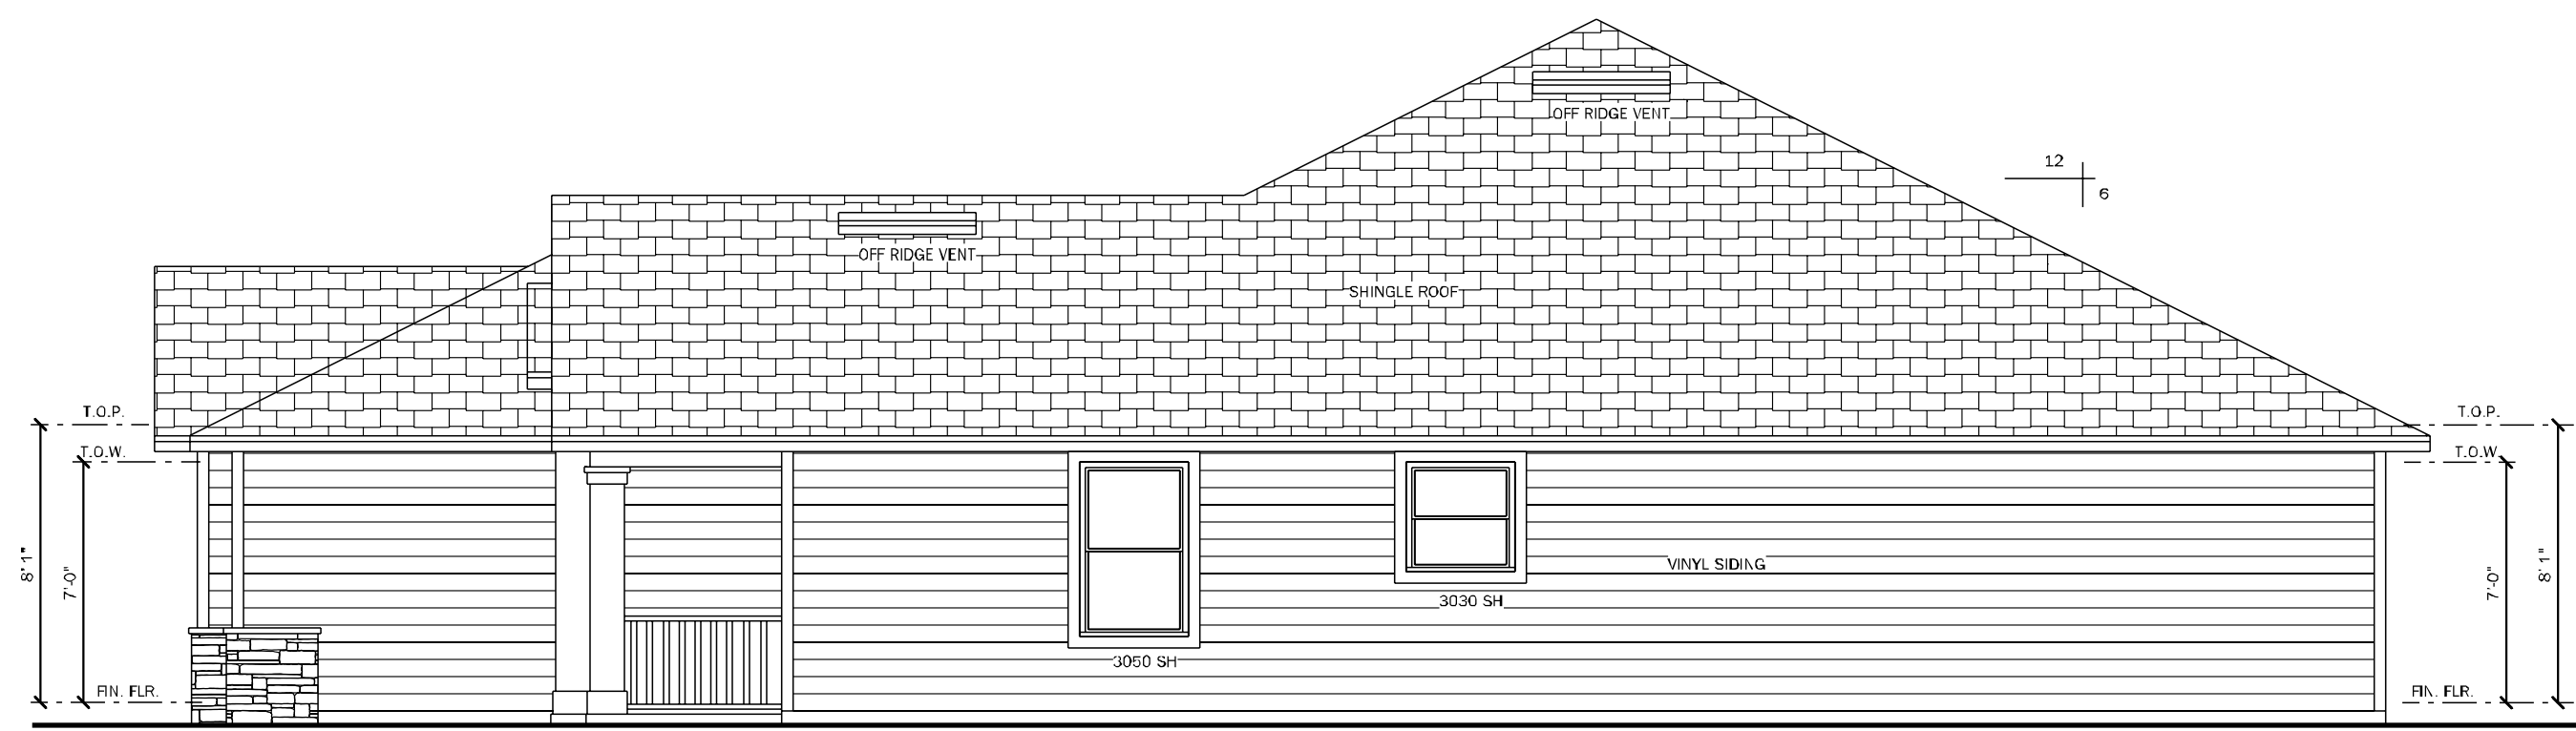 OFF RIDGE VENT
12
6
OFF RIDGE VENT
SHINGLE ROOF
T.O.P.
T.O.P.
T.O.W.
T.O.W.
8' 1"
7'-0"
VINYL SIDING
7'-0"
8' 1"
3030 SH
3050 SH
FIN. FLR.
FIN. FLR.